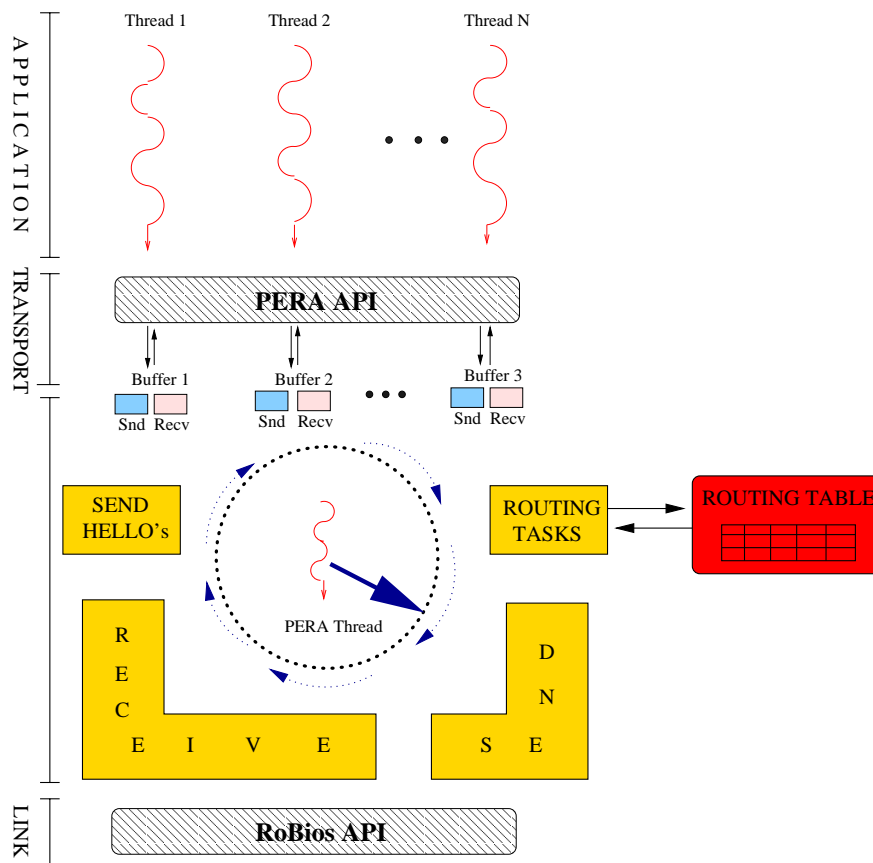 Thread 1
Thread 2
Thread N
APPLICATION
TRANSPORT
PERA API
Buffer 1
Buffer 2
Buffer 3
Snd
Recv
Snd
Recv
Snd
Recv
SEND
HELLO's
ROUTING
TASKS
ROUTING TABLE
PERA Thread
RECEIVE
SEND
LINK
RoBios API